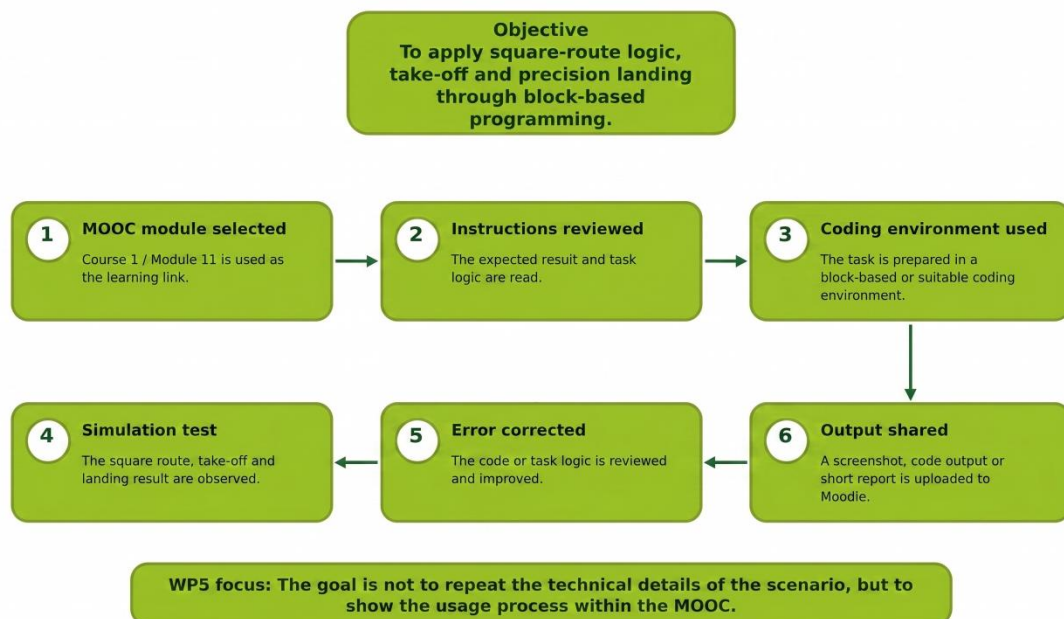 Objective
To apply square-route logic,
take-off and precision landing
through block-based
programming.
1
MOOC module selected
Course 1 / Module 11 is used as
the learning link.
2
Instructions reviewed
The expected result and task
logic are read.
3
Coding environment used
The task is prepared in a
block-based or suitable coding
environment.
4
Simulation test
The square route, take-off and
landing result are observed.
5
Error corrected
The code or task logic is reviewed
and improved.
6
Output shared
A screenshot, code output or
short report is uploaded to
Moodie.
WP5 focus: The goal is not to repeat the technical details of the scenario, but to
show the usage process within the MOOC.